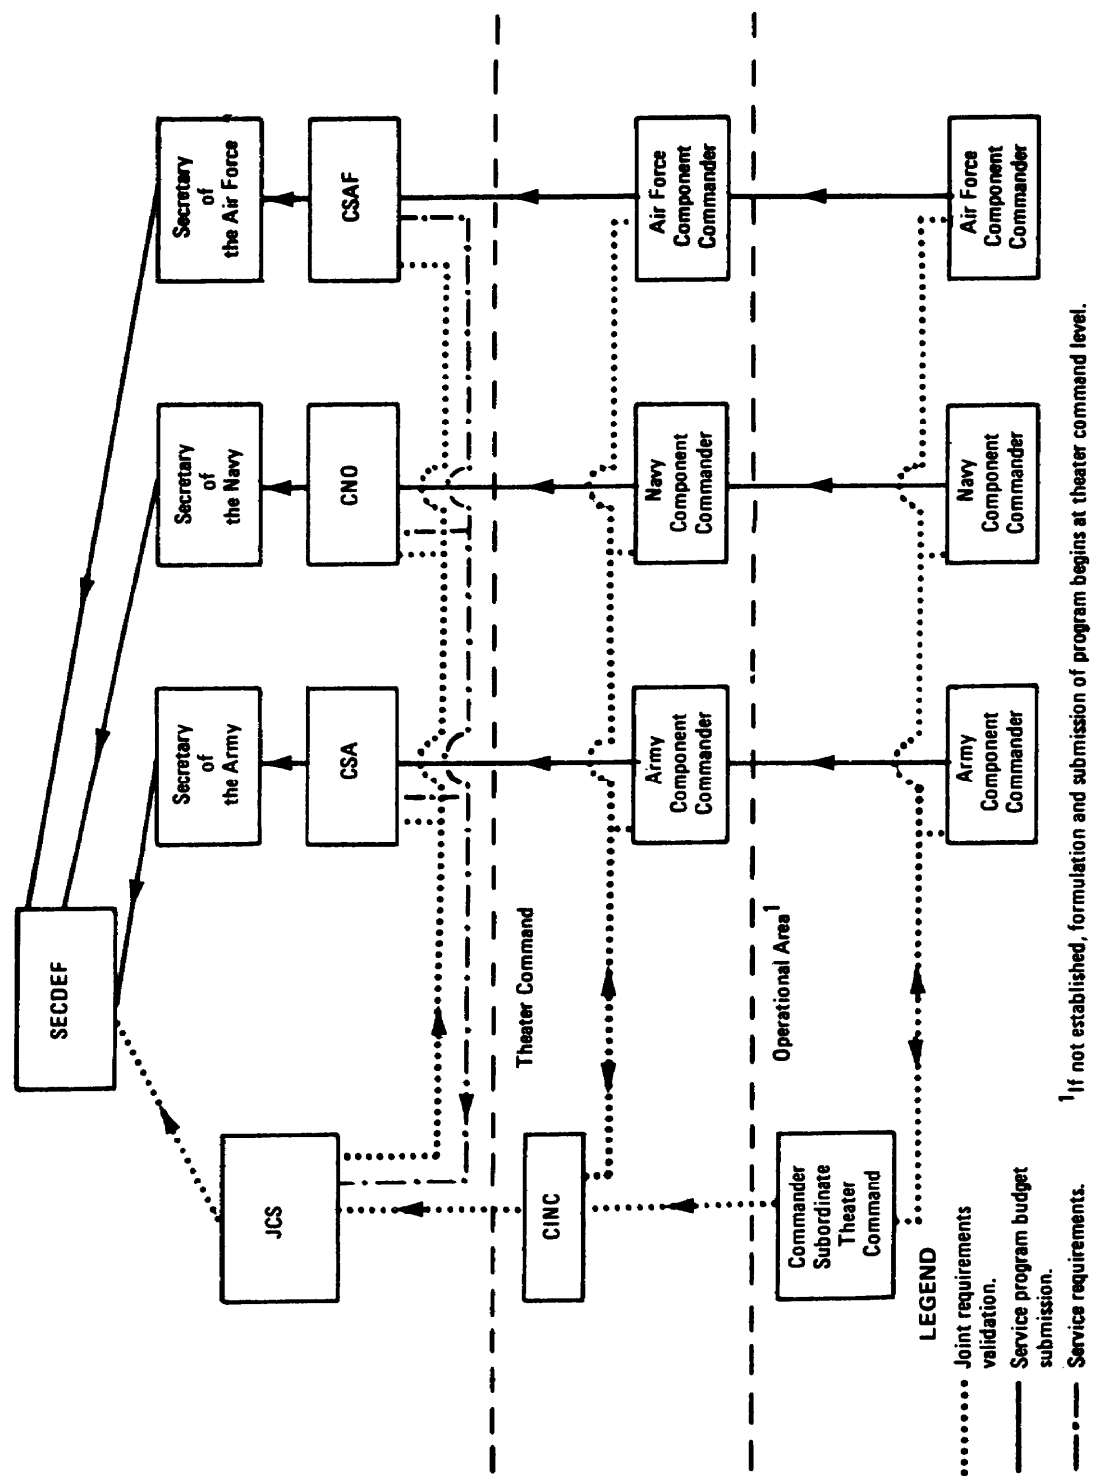 SECDEF
JCS
Secretary
of
the Army
Secretary
of
the Navy
Secretary
of
the Air Force
CSA
CNO
CSAF
Theater Command
CINC
Army
Component
Commander
Navy
Component
Commander
Air Force
Component
Commander
Operational Area1
Commander
Subordinate
Theater
Command
Army
Component
Commander
Navy
Component
Commander
Air Force
Component
Commander
LEGEND
Joint requirements
validation.
Service program budget
submission.
Service requirements.
1If not established, formulation and submission of program begins at theater command level.